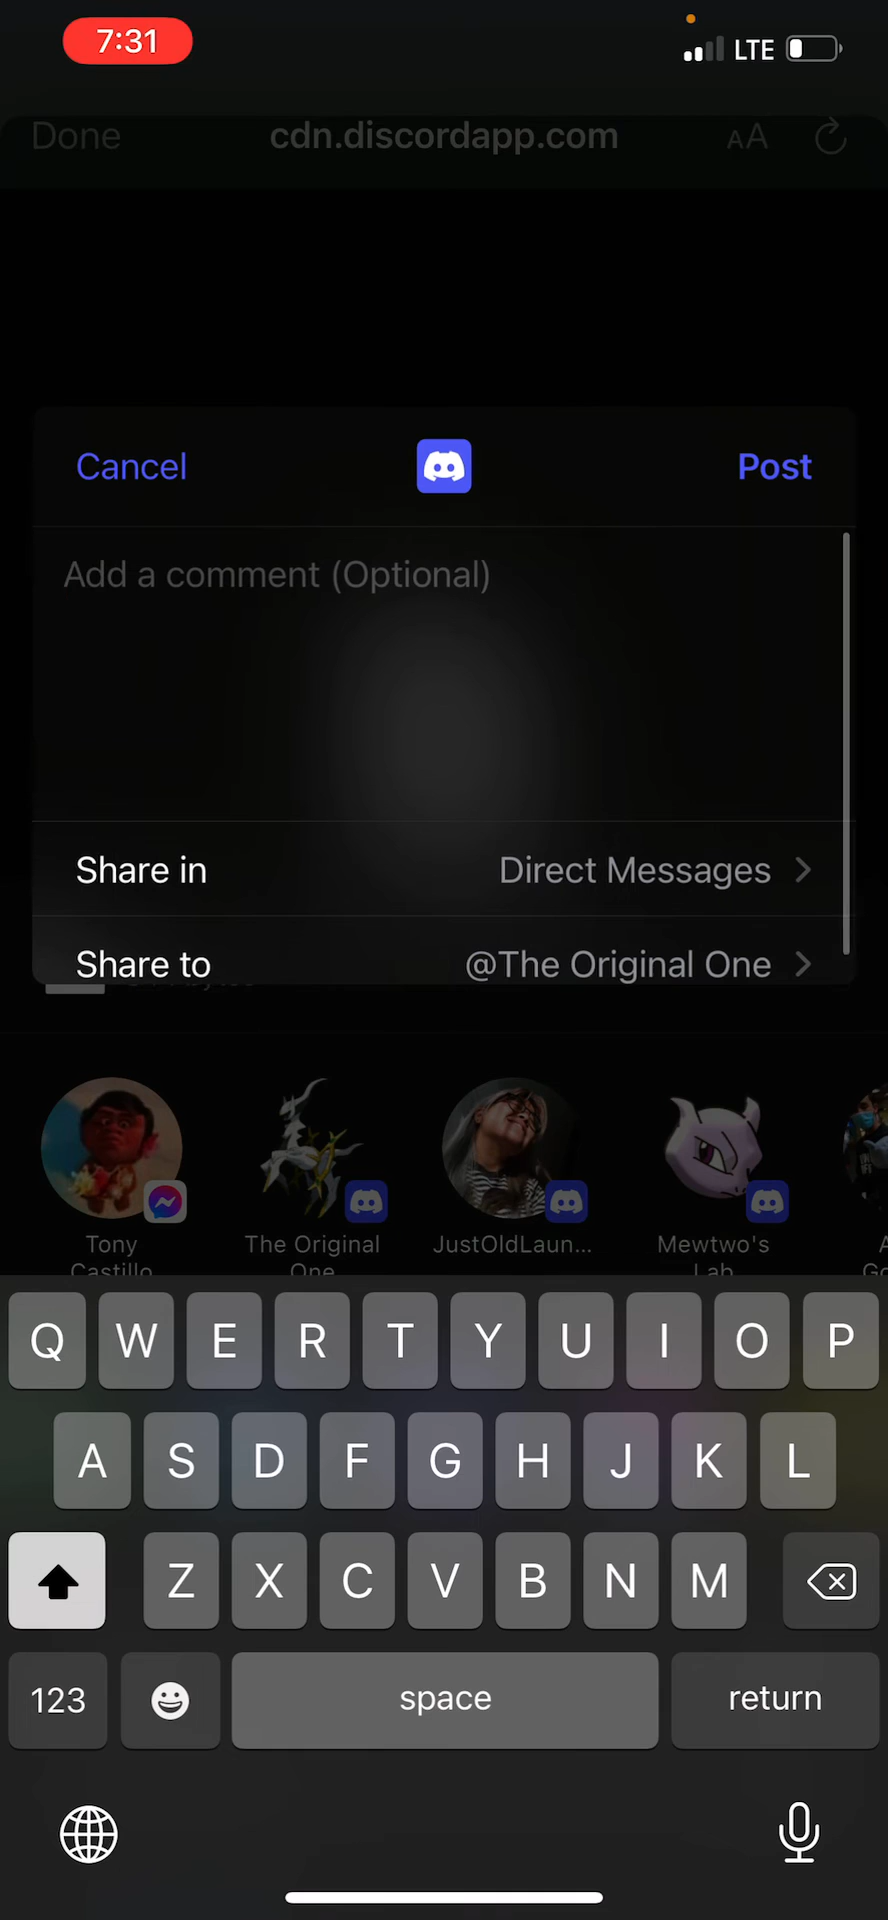 7:31
LTE
Done
cdn.discordapp.com
AA
Cancel
Post
Add a comment (Optional)
Share in
Direct Messages
Share to
@The Original One
Tony
Castillo
The Original
One
JustOldLaun...
Mewtwo's
Lab
Q W E R T Y U I O P
A S D F G H J K L
Z X C V B N M
123
space
return